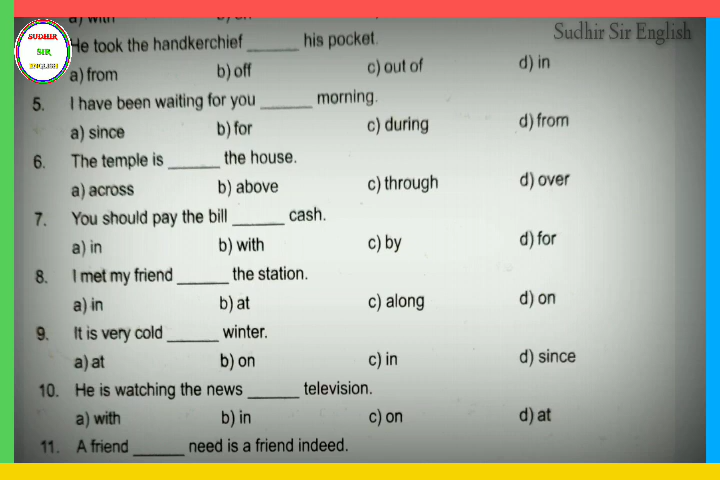 a) with
Sudhir Sir English
SUDHIR
SIR
ENGLISH
He took the handkerchief ______ his pocket.
a) from b) off c) out of d) in
5. I have been waiting for you ______ morning.
a) since b) for c) during d) from
6. The temple is ______ the house.
a) across b) above c) through d) over
7. You should pay the bill ______ cash.
a) in b) with c) by d) for
8. I met my friend ______ the station.
a) in b) at c) along d) on
9. It is very cold ______ winter.
a) at b) on c) in d) since
10. He is watching the news ______ television.
a) with b) in c) on d) at
11. A friend ______ need is a friend indeed.